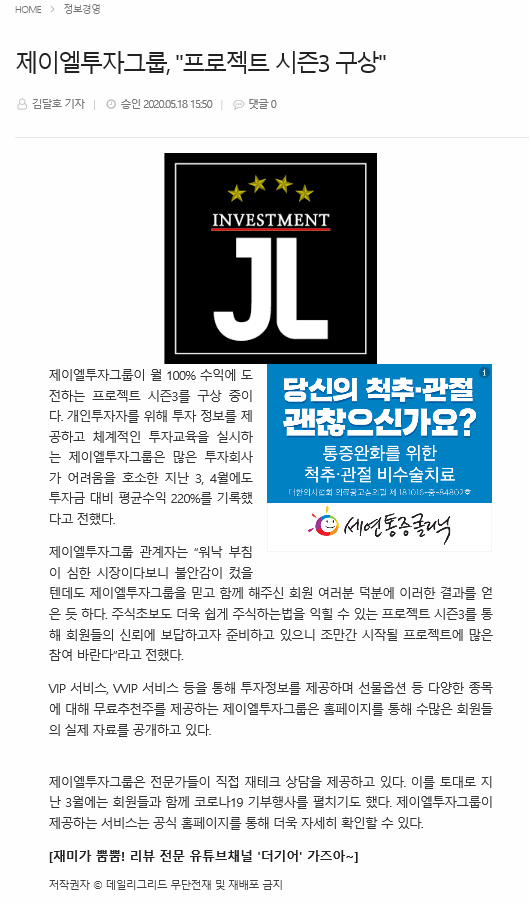 HOME > 정보경영
제이엘투자그룹, "프로젝트 시즌3 구상"
김달호 기자 | 승인 2020.05.18 15:50 | 댓글 0
INVESTMENT
JL
제이엘투자그룹이 월 100% 수익에 도
전하는 프로젝트 시즌3를 구상 중이
다. 개인투자자를 위해 투자 정보를 제
공하고 체계적인 투자교육을 실시하
는 제이엘투자그룹은 많은 투자회사
가 어려움을 호소한 지난 3, 4월에도
투자금 대비 평균수익 220%를 기록했
다고 전했다.
당신의 척추·관절
괜찮으신가요?
통증완화를 위한
척추·관절 비수술치료
대한의사협회 의료광고심의필 제 181016-중-84802호
세연통증클리닉
제이엘투자그룹 관계자는 “워낙 부침
이 심한 시장이다보니 불안감이 컸을
텐데도 제이엘투자그룹을 믿고 함께 해주신 회원 여러분 덕분에 이러한 결과를 얻
은 듯 하다. 주식초보도 더욱 쉽게 주식하는법을 익힐 수 있는 프로젝트 시즌3를 통
해 회원들의 신뢰에 보답하고자 준비하고 있으니 조만간 시작될 프로젝트에 많은
참여 바란다”라고 전했다.
VIP 서비스, VVIP 서비스 등을 통해 투자정보를 제공하며 선물옵션 등 다양한 종목
에 대해 무료추천주를 제공하는 제이엘투자그룹은 홈페이지를 통해 수많은 회원들
의 실제 자료를 공개하고 있다.
제이엘투자그룹은 전문가들이 직접 재테크 상담을 제공하고 있다. 이를 토대로 지
난 3월에는 회원들과 함께 코로나19 기부행사를 펼치기도 했다. 제이엘투자그룹이
제공하는 서비스는 공식 홈페이지를 통해 더욱 자세히 확인할 수 있다.
[재미가 뿜뿜! 리뷰 전문 유튜브채널 '더기어' 가즈아~]
저작권자 © 데일리그리드 무단전재 및 재배포 금지